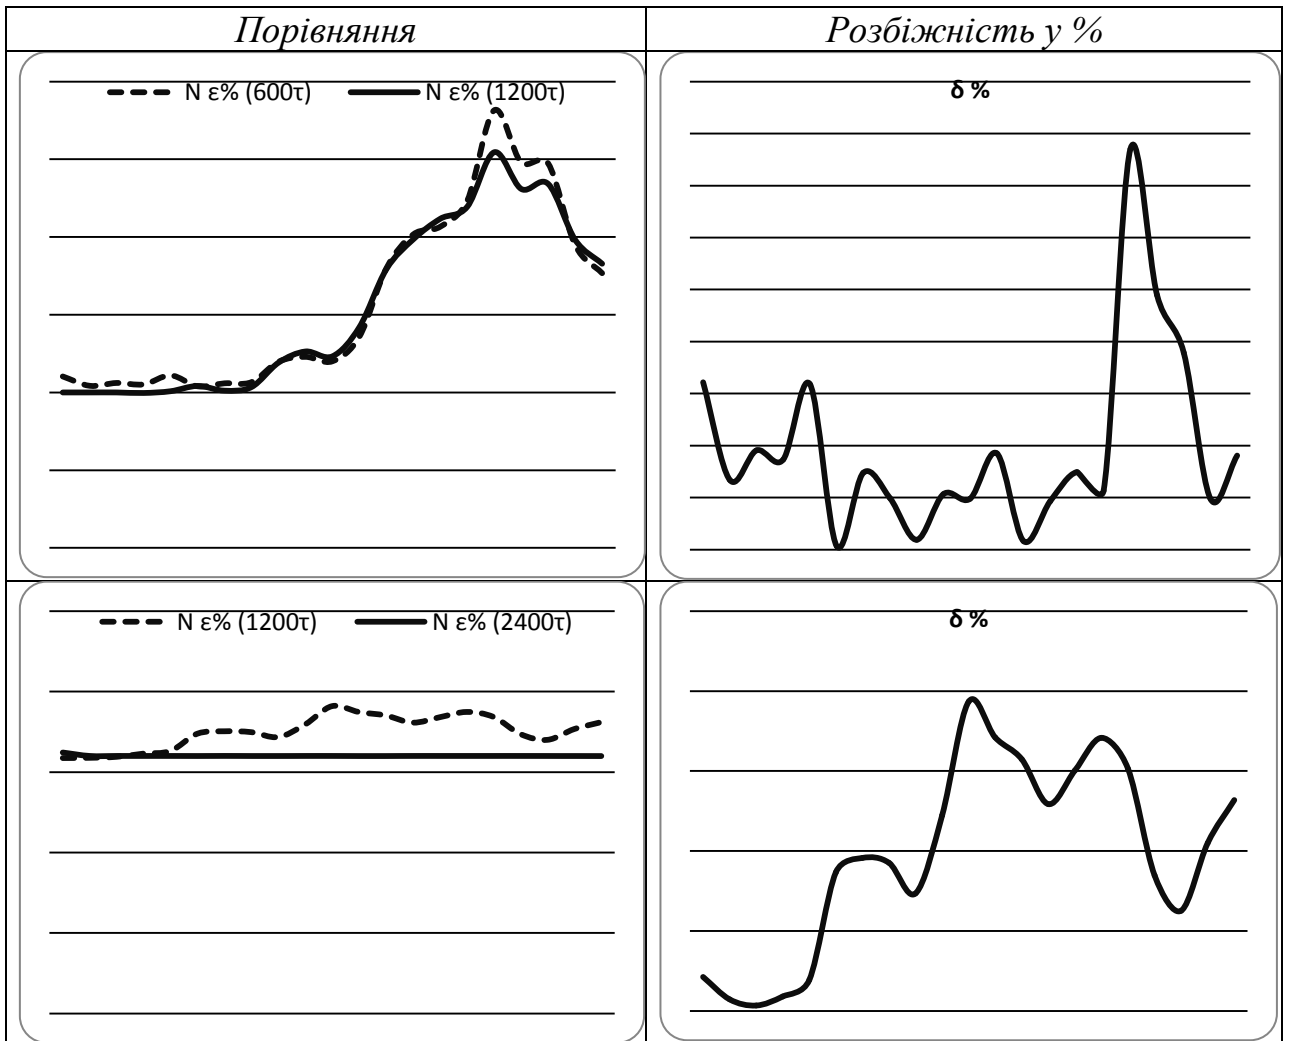 Порівняння
Розбіжність у %
N ε% (600τ) N ε% (1200τ)
δ %
N ε% (1200τ) N ε% (2400τ)
δ %